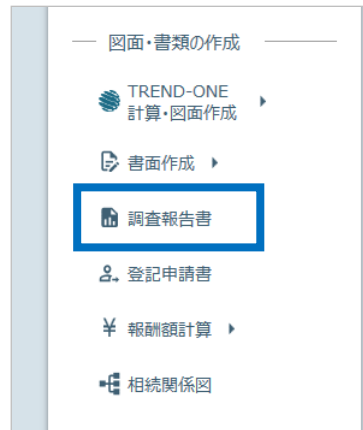 図面・書類の作成
TREND-ONE
計算・図面作成
書面作成
調査報告書
登記申請書
¥ 報酬額計算
相続関係図